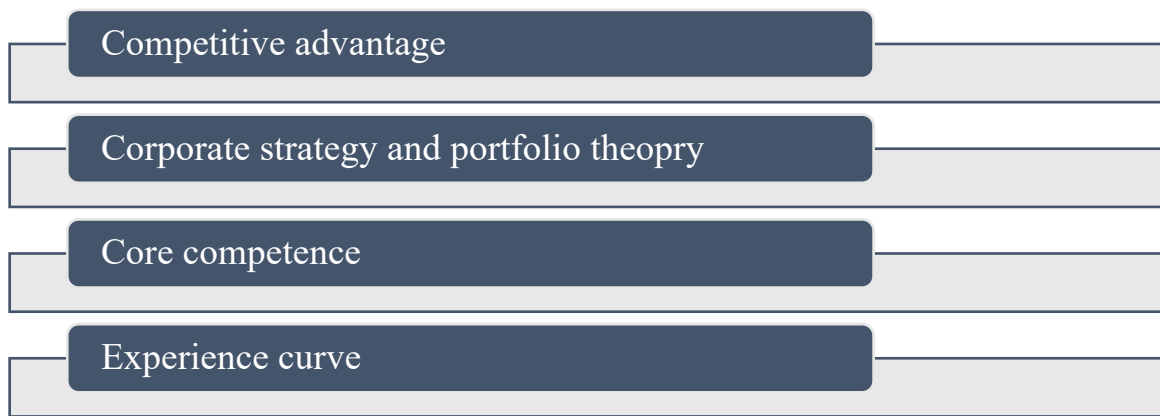 Competitive advantage
Corporate strategy and portfolio theopry
Core competence
Experience curve